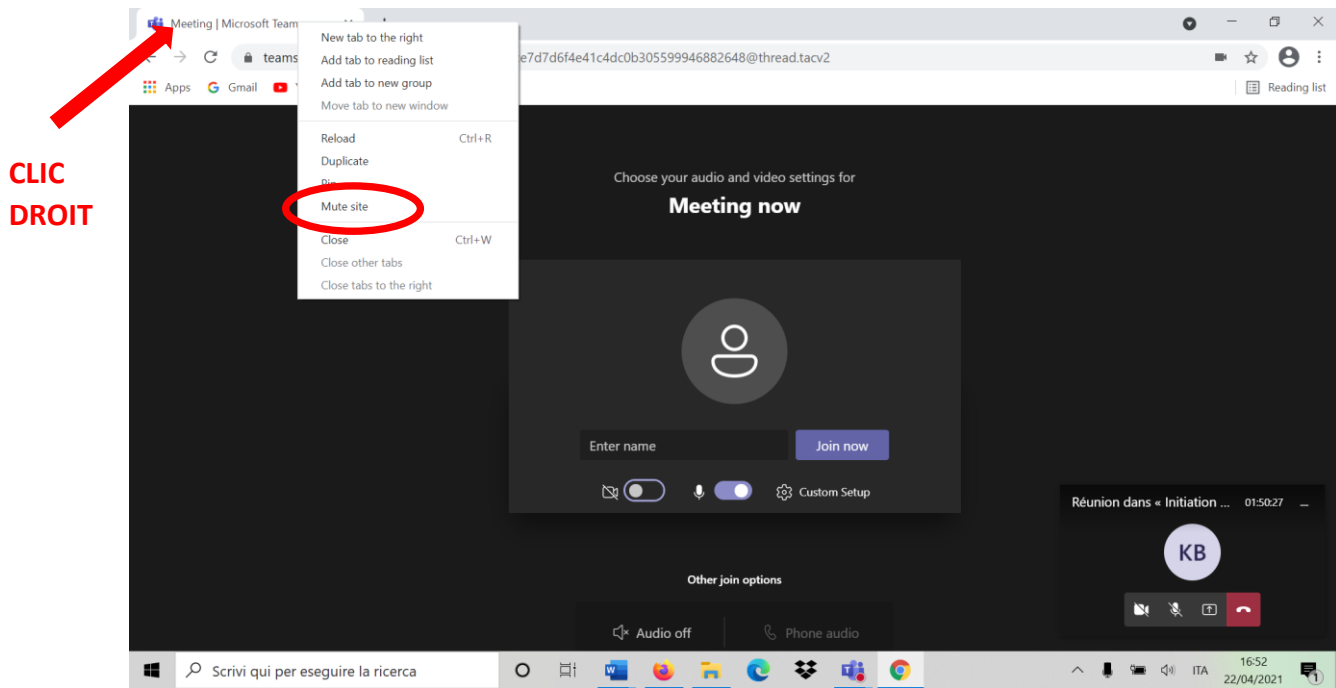 Meeting | Microsoft Team
New tab to the right
teams
Add tab to reading list
e7d7d6f4e41c4dc0b305599946882648@thread.tacv2
Apps
Gmail
Add tab to new group
Reading list
Move tab to new window
Reload Ctrl+R
Duplicate
CLIC
DROIT
Mute site
Close Ctrl+W
Close other tabs
Close tabs to the right
Choose your audio and video settings for
Meeting now
Enter name
Join now
Custom Setup
Other join options
Audio off
Phone audio
Réunion dans « Initiation ... 01:50:27
KB
Scrivi qui per eseguire la ricerca
ITA
16:52
22/04/2021
1